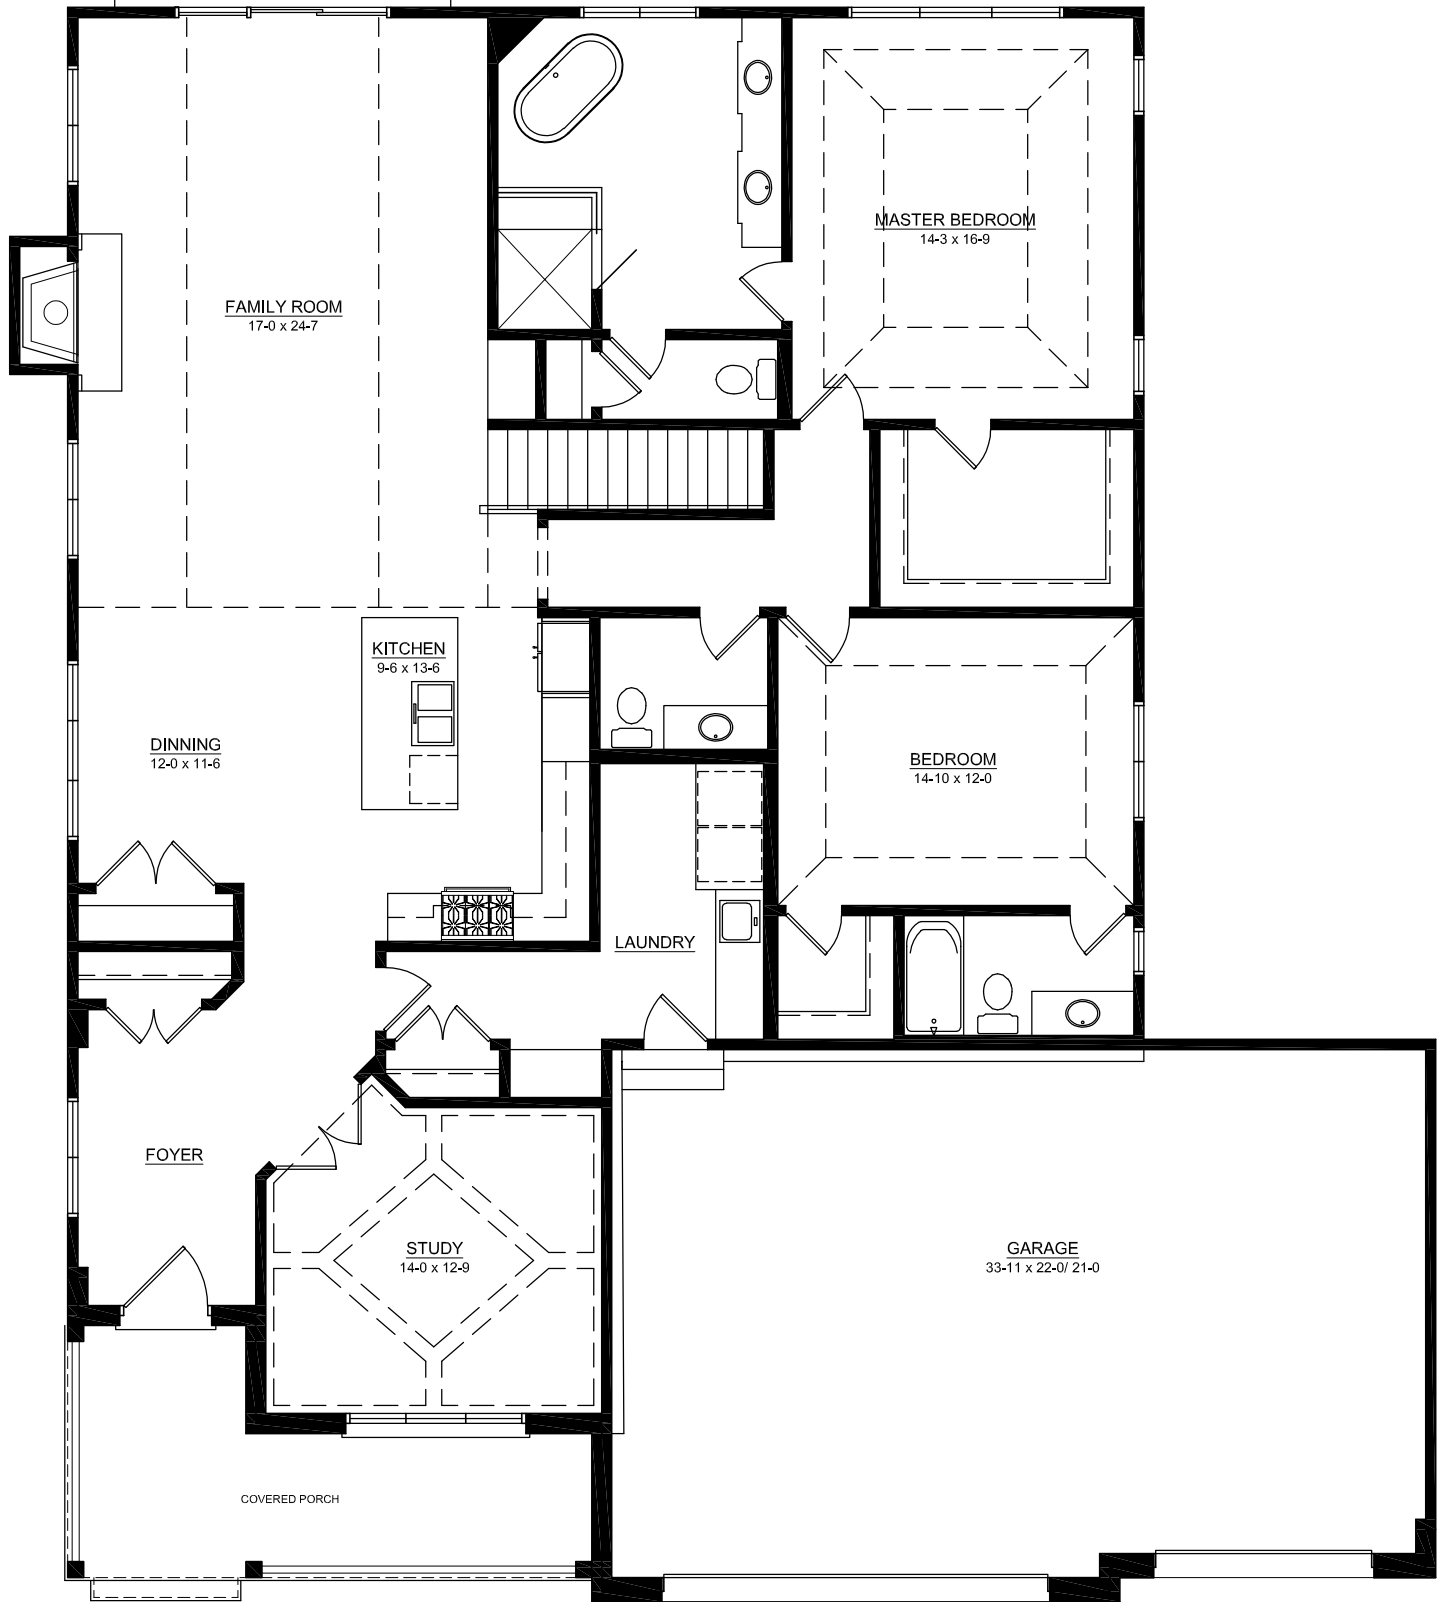 MASTER BEDROOM
14-3 x 16-9
FAMILY ROOM
17-0 x 24-7
KITCHEN
9-6 x 13-6
DINNING
12-0 x 11-6
BEDROOM
14-10 x 12-0
LAUNDRY
FOYER
STUDY
14-0 x 12-9
GARAGE
33-11 x 22-0/ 21-0
COVERED PORCH